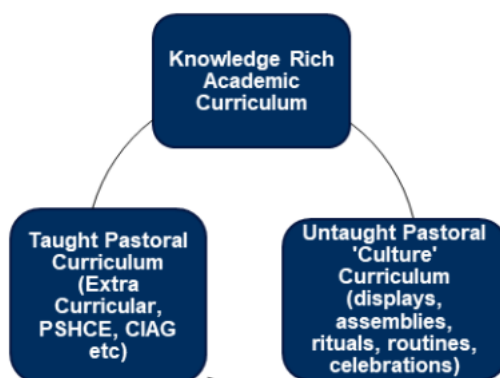 Knowledge Rich
Academic
Curriculum
Taught Pastoral
Curriculum
(Extra
Curricular,
PSHCE, CIAG
etc)
Untaught Pastoral
'Culture'
Curriculum
(displays,
assemblies,
rituals, routines,
celebrations)